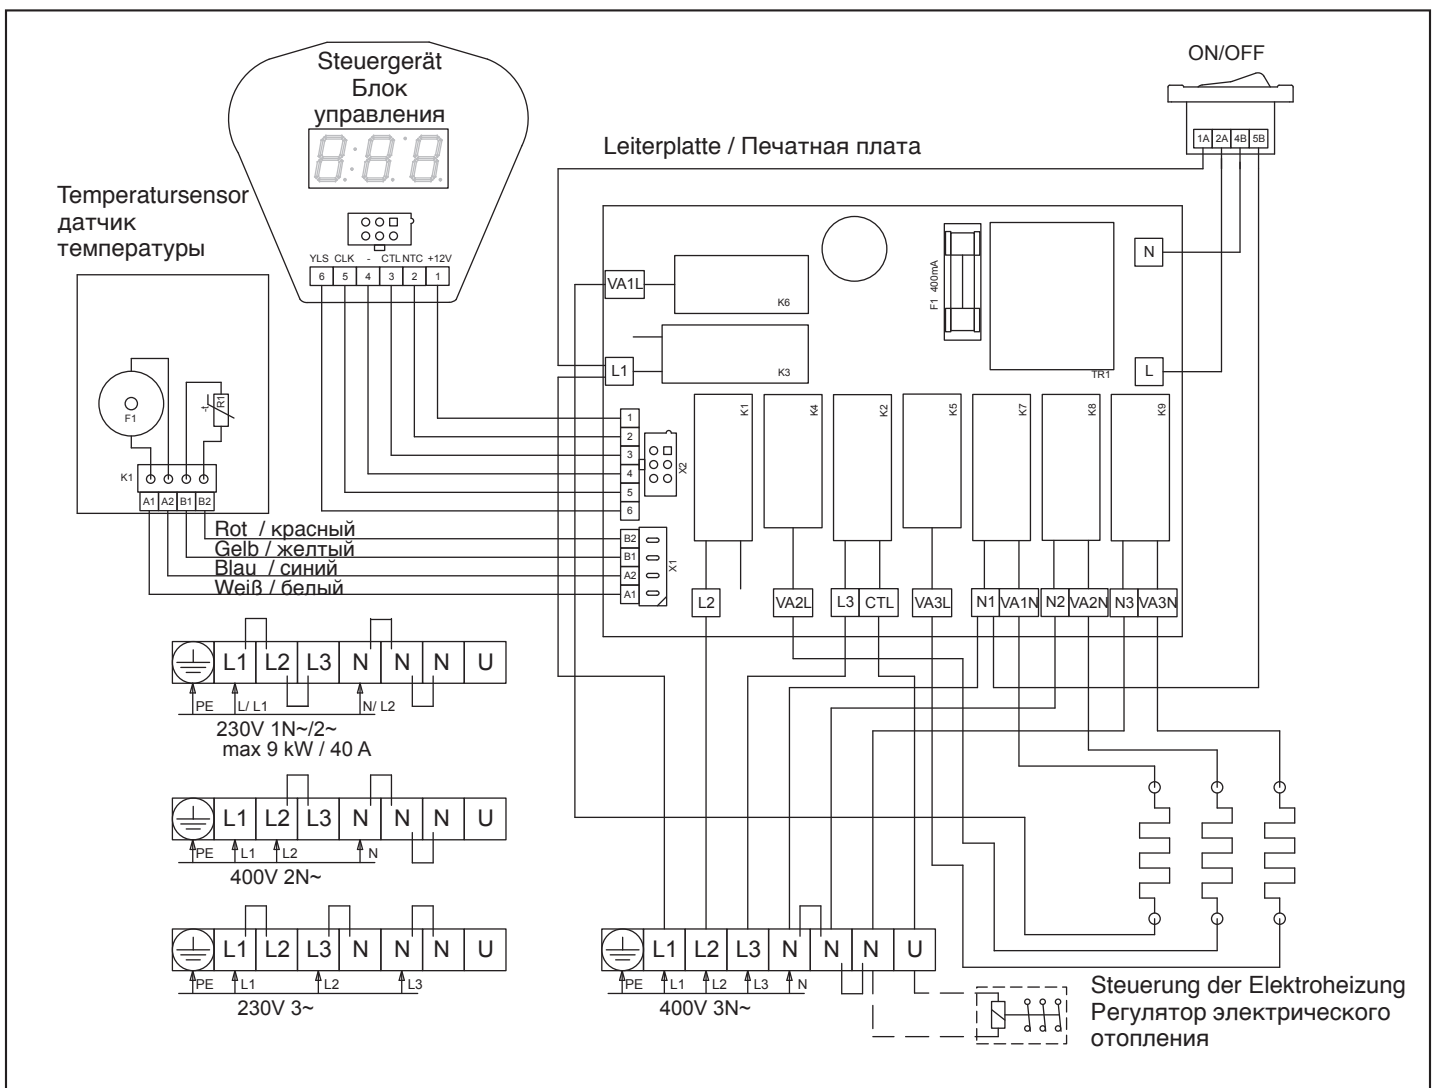 Steuergerät
Блок
управления
YLS CLK - CTL NTC +12V
6 5 4 3 2 1
ON/OFF
1A 2A 4B 5B
Leiterplatte / Печатная плата
Temperatursensor
датчик
температуры
F1
R1
-t
K1
A1 A2 B1 B2
Rot / красный
Gelb / желтый
Blau / синий
Weiß / белый
VA1L
K6
L1
K3
F1 400mA
TR1
N
L
1
2
3
4
5
6
X2
B2
B1
A2
A1
X1
K1 K4 K2 K5 K7 K8 K9
L2 VA2L L3 CTL VA3L N1 VA1N N2 VA2N N3 VA3N
L1 L2 L3 N N N U
PE L/ L1 N/ L2
230V 1N~/2~
max 9 kW / 40 A
L1 L2 L3 N N N U
PE L1 L2 N
400V 2N~
L1 L2 L3 N N N U
PE L1 L2 L3
230V 3~
L1 L2 L3 N N N U
PE L1 L2 L3 N
400V 3N~
Steuerung der Elektroheizung
Регулятор электрического
отопления